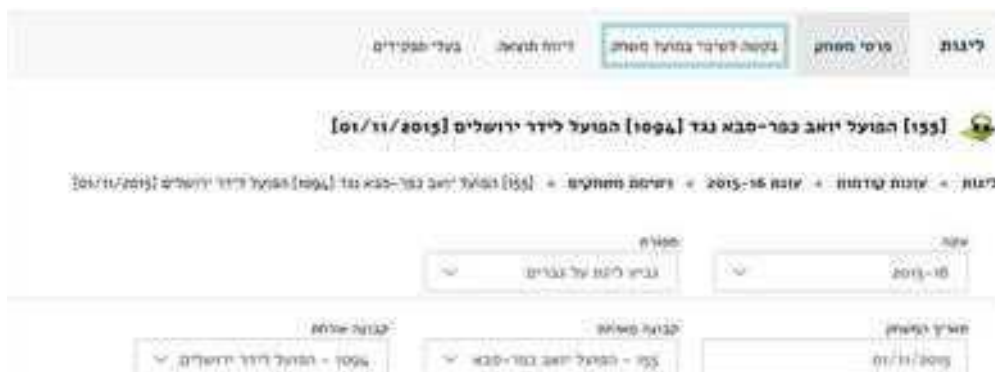 ליגות פרטי משחק בקשה לשינוי במועד משחק דיווח תוצאה בעלי תפקידים
[155] הפועל יואב כפר-סבא נגד [1094] הפועל לידר ירושלים [01/11/2015]
ליגות » עונות קודמות » עונת 2015-16 » רשימת משחקים » [155] הפועל יואב כפר-סבא נגד [1094] הפועל לידר ירושלים [01/11/2015]
עונה מסגרת
2015-16 גביע ליגת על גברים
תאריך המשחק קבוצה מארחת קבוצה אורחת
01/11/2015 155 - הפועל יואב כפר-סבא 1094 - הפועל לידר ירושלים